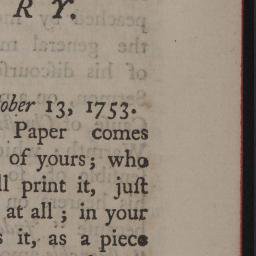 R Y.
ober 13, 1753.
Paper comes
of yours; who
ll print it, juſt
at all; in your
s it, as a piece